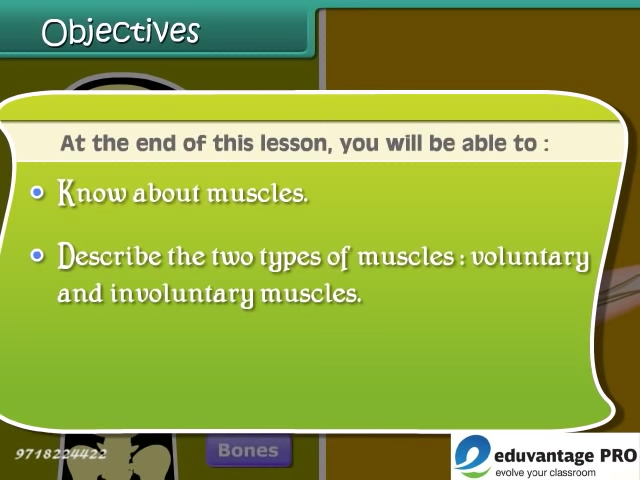 Objectives
At the end of this lesson, you will be able to :
Know about muscles.
Describe the two types of muscles : voluntary
and involuntary muscles.
Bones
9718224422
eduvantage PRO
evolve your classroom